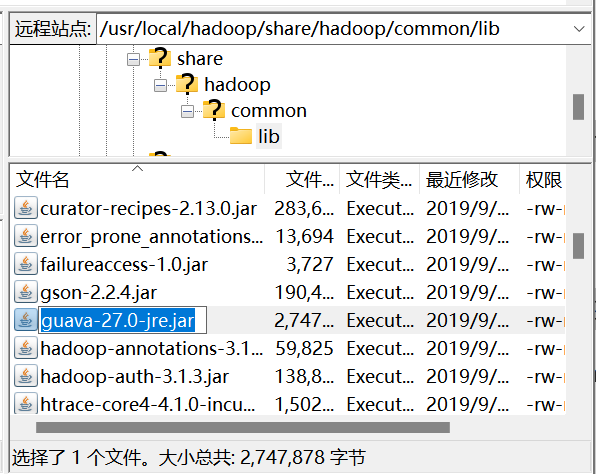 远程站点: /usr/local/hadoop/share/hadoop/common/lib
share
hadoop
common
lib
文件名 文件... 文件类... 最近修改 权限
curator-recipes-2.13.0.jar 283,6... Execut... 2019/9/... -rw-r
error_prone_annotations... 13,694 Execut... 2019/9/... -rw-r
failureaccess-1.0.jar 3,727 Execut... 2019/9/... -rw-r
gson-2.2.4.jar 190,4... Execut... 2019/9/... -rw-r
guava-27.0-jre.jar 2,747... Execut... 2019/9/... -rw-r
hadoop-annotations-3.1... 59,825 Execut... 2019/9/... -rw-r
hadoop-auth-3.1.3.jar 138,8... Execut... 2019/9/... -rw-r
htrace-core4-4.1.0-incu... 1,502... Execut... 2019/9/... -rw-r
选择了 1 个文件。大小总共: 2,747,878 字节